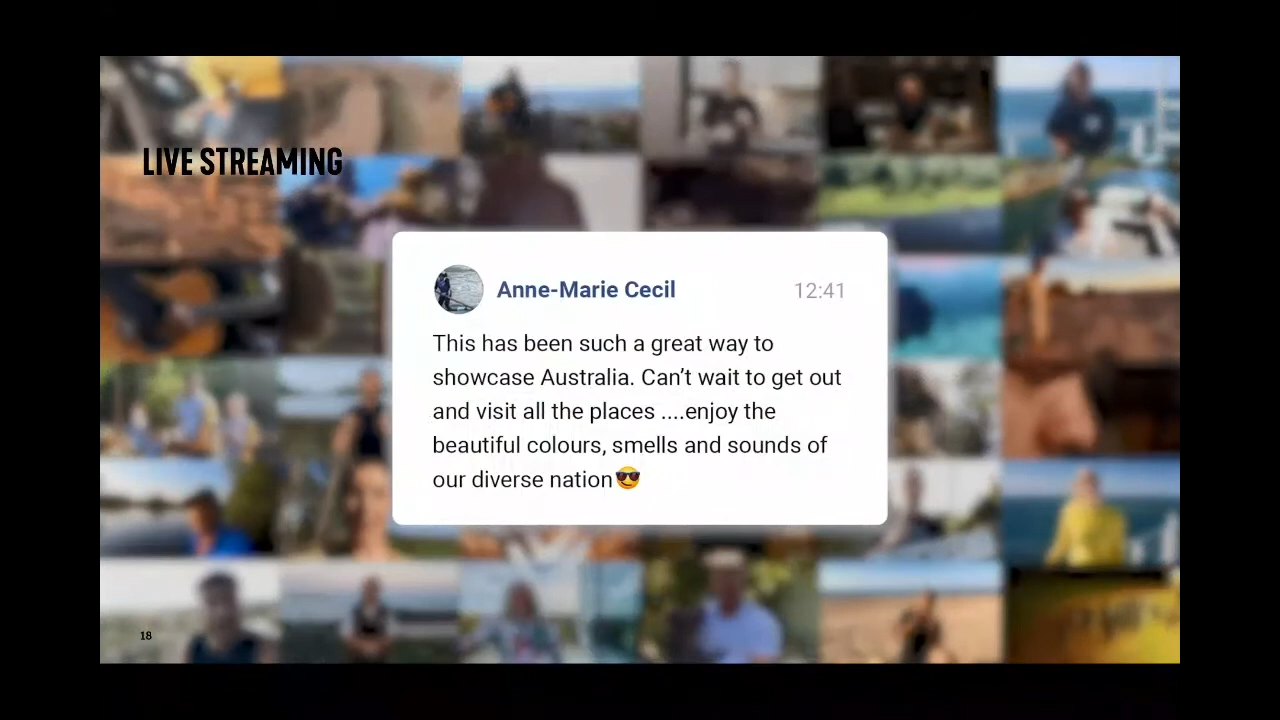 LIVE STREAMING
Anne-Marie Cecil 12:41
This has been such a great way to
showcase Australia. Can’t wait to get out
and visit all the places ....enjoy the
beautiful colours, smells and sounds of
our diverse nation😎
18